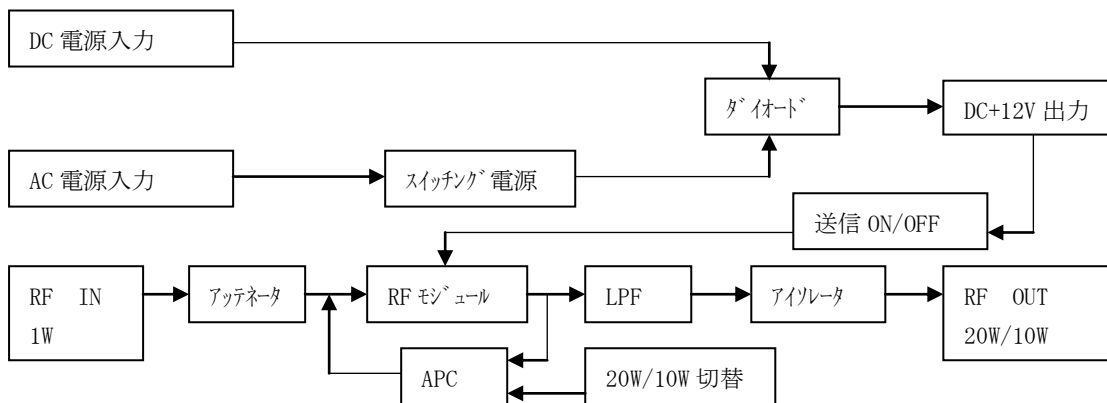 DC 電源入力
ダイオード
DC+12V 出力
AC 電源入力
スイッチング電源
送信 ON/OFF
RF IN
1W
アッテネータ
RF モジュール
LPF
アイソレータ
RF OUT
20W/10W
APC
20W/10W 切替